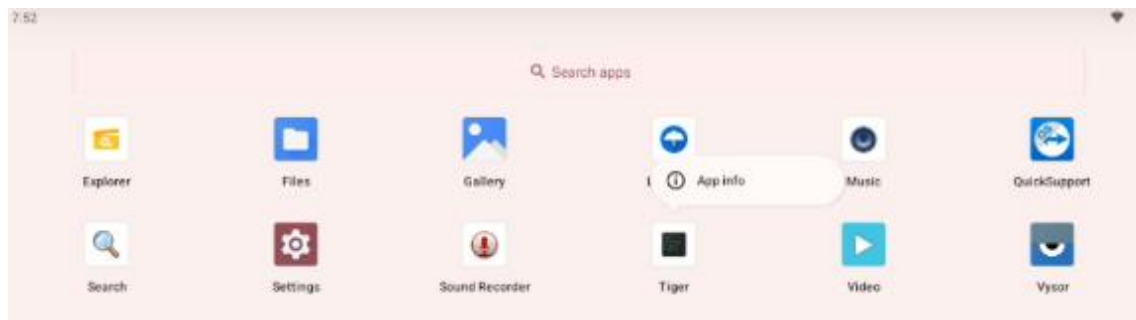 7:52
Search apps
Explorer
Files
Gallery
App info
Music
QuickSupport
Search
Settings
Sound Recorder
Tiger
Video
Vysor